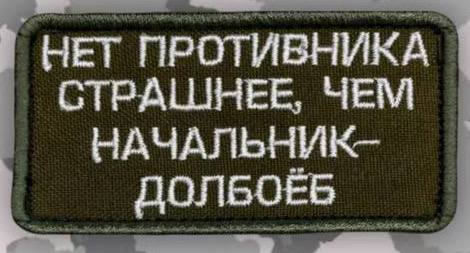 НЕТ ПРОТИВНИКА
СТРАШНЕЕ, ЧЕМ
НАЧАЛЬНИК–
ДОЛБОЁБ